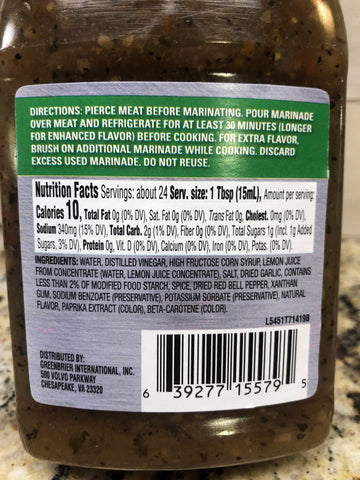 DIRECTIONS: PIERCE MEAT BEFORE MARINATING. POUR MARINADE
OVER MEAT AND REFRIGERATE FOR AT LEAST 30 MINUTES (LONGER
FOR ENHANCED FLAVOR) BEFORE COOKING. FOR EXTRA FLAVOR,
BRUSH ON ADDITIONAL MARINADE WHILE COOKING. DISCARD
EXCESS USED MARINADE. DO NOT REUSE.
Nutrition Facts Servings: about 24 Serv. size: 1 Tbsp (15mL), Amount per serving:
Calories 10, Total Fat 0g (0% DV), Sat. Fat 0g (0% DV), Trans Fat 0g, Cholest. 0mg (0% DV),
Sodium 340mg (15% DV), Total Carb. 2g (1% DV), Fiber 0g (0% DV), Total Sugars 1g (Incl. 1g Added
Sugars, 3% DV), Protein 0g, Vit. D (0% DV), Calcium (0% DV), Iron (0% DV), Potas. (0% DV).
INGREDIENTS: WATER, DISTILLED VINEGAR, HIGH FRUCTOSE CORN SYRUP, LEMON JUICE
FROM CONCENTRATE (WATER, LEMON JUICE CONCENTRATE), SALT, DRIED GARLIC, CONTAINS
LESS THAN 2% OF MODIFIED FOOD STARCH, SPICE, DRIED RED BELL PEPPER, XANTHAN
GUM, SODIUM BENZOATE (PRESERVATIVE), POTASSIUM SORBATE (PRESERVATIVE), NATURAL
FLAVOR, PAPRIKA EXTRACT (COLOR), BETA-CAROTENE (COLOR).
L5451771419B
DISTRIBUTED BY:
GREENBRIER INTERNATIONAL, INC.
500 VOLVO PARKWAY
CHESAPEAKE, VA 23320
6 39277 15579 5